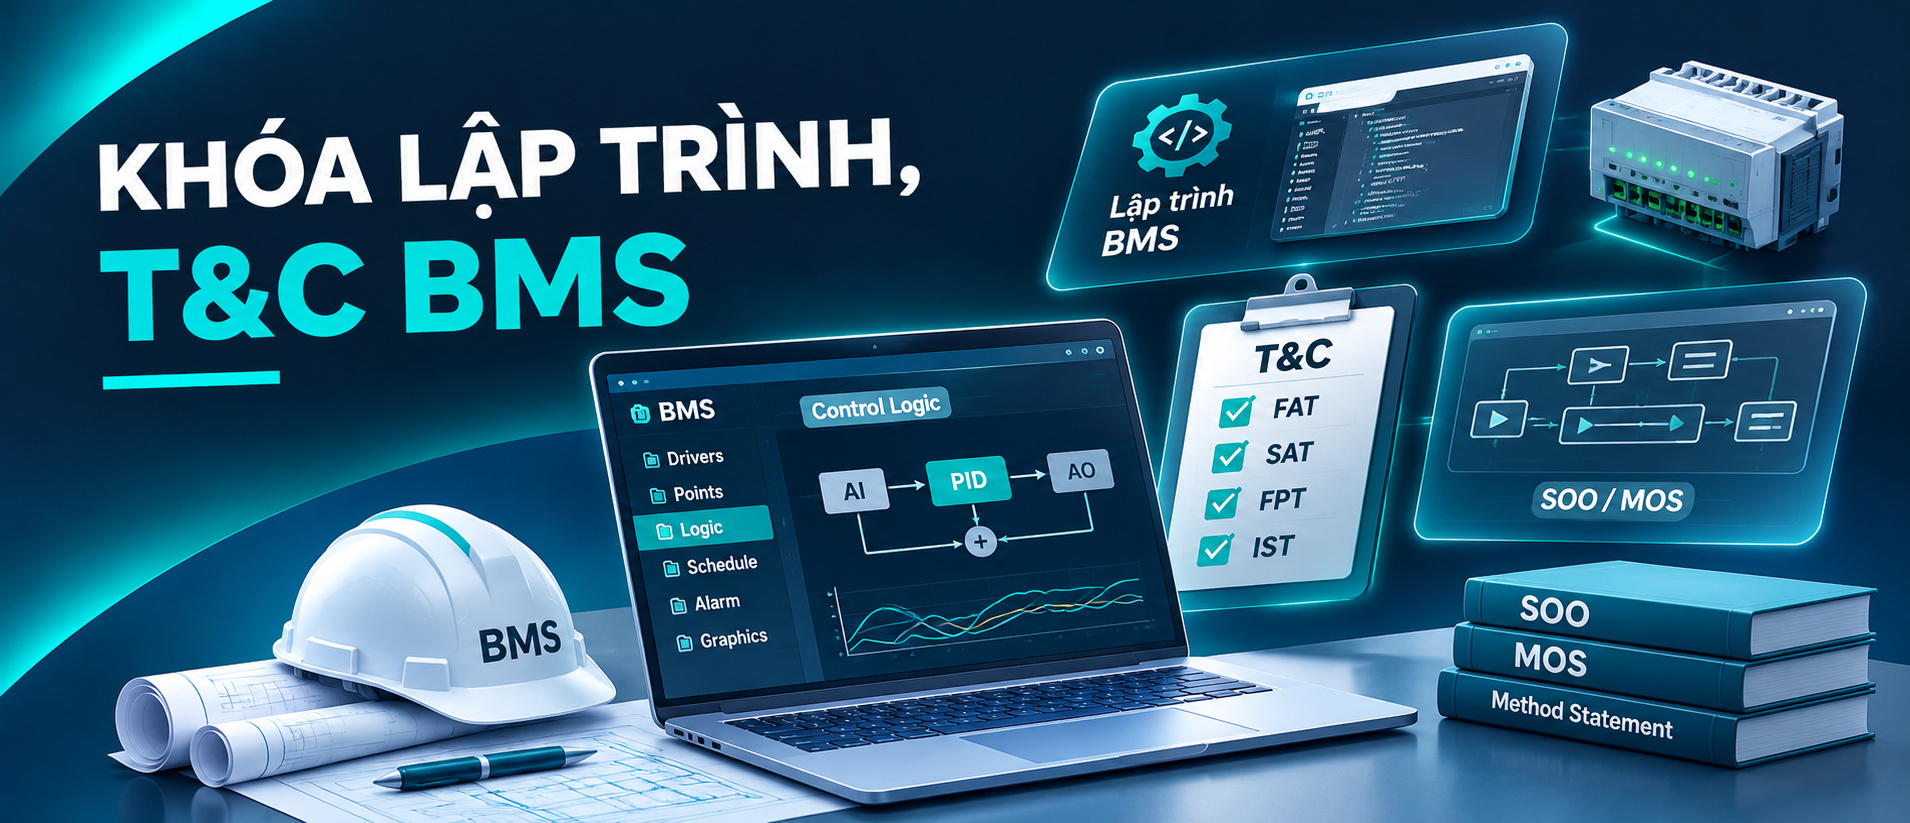 KHÓA LẬP TRÌNH,
T&C BMS
Lập trình
BMS
BMS
Drivers
Points
Logic
Schedule
Alarm
Graphics
Control Logic
AI
PID
AO
+
T&C
FAT
SAT
FPT
IST
SOO / MOS
BMS
SOO
MOS
Method Statement